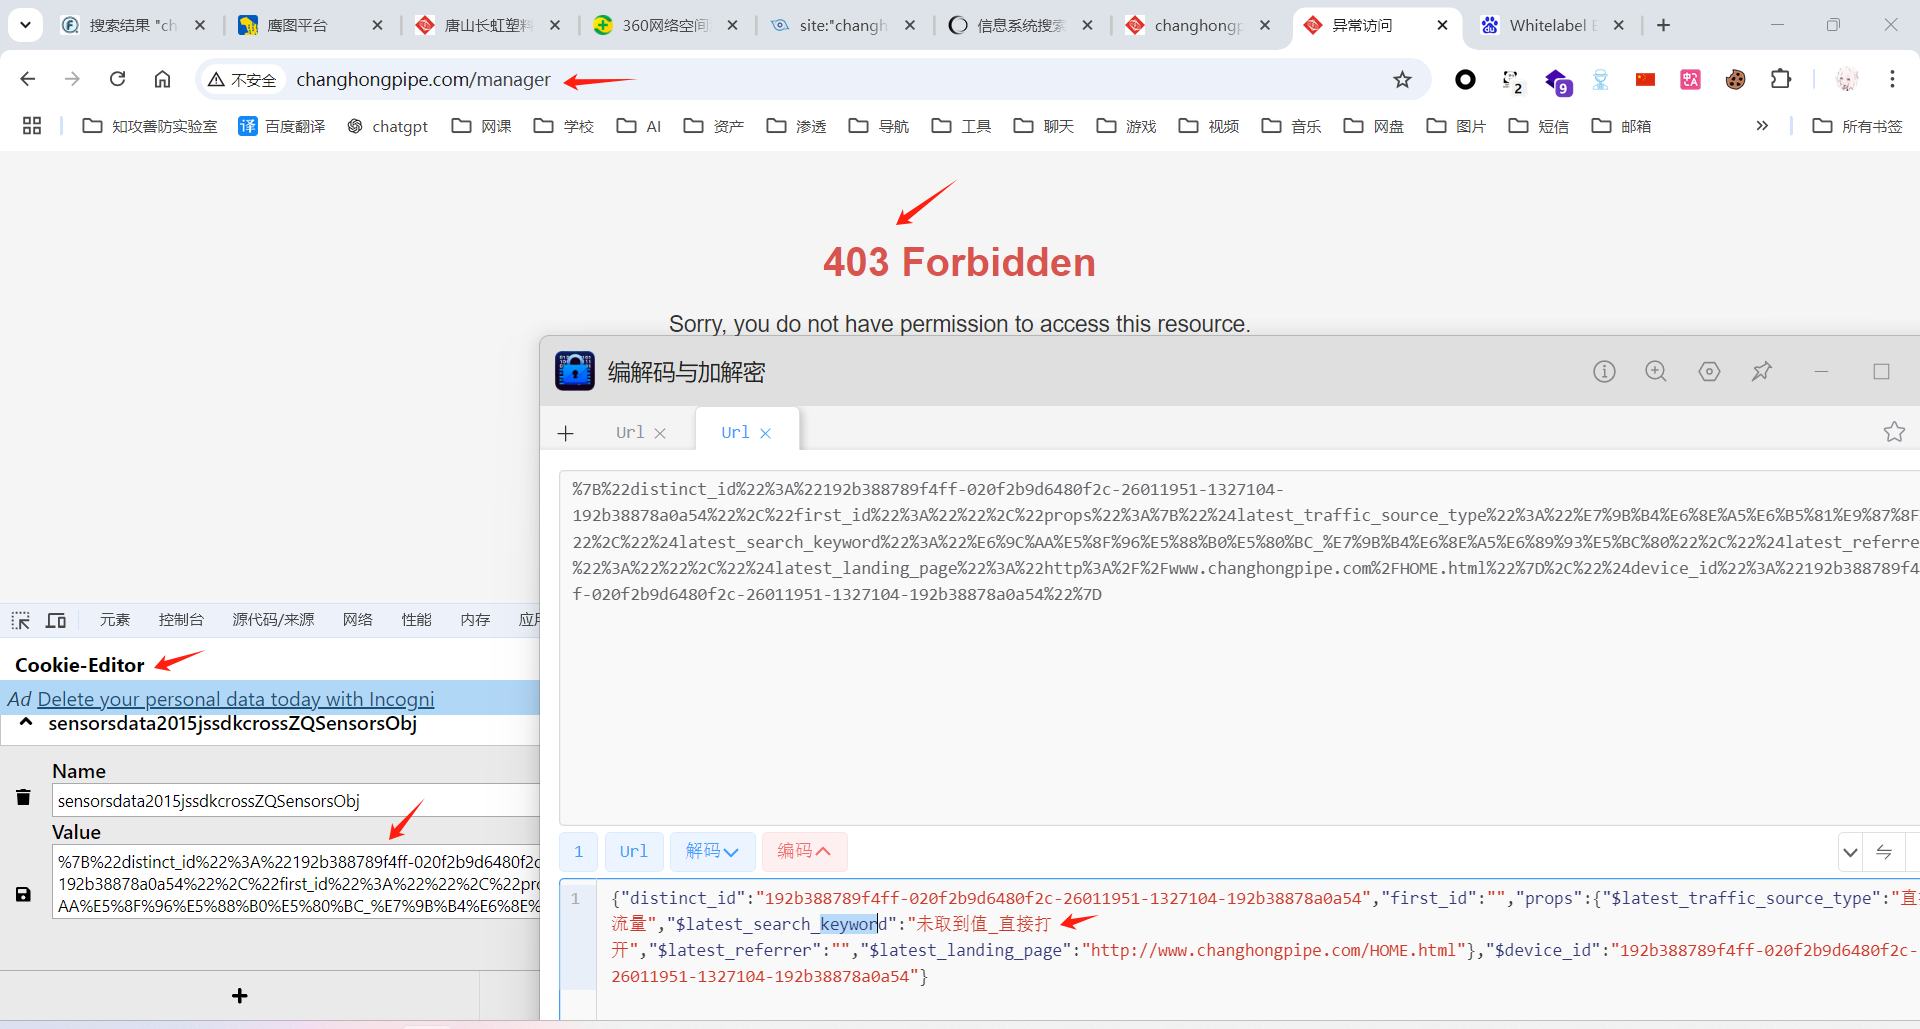 搜索结果 "ch
鹰图平台
唐山长虹塑料
360网络空间
site:"changh
信息系统搜索
changhongp
异常访问
Whitelabel E
不安全 changhongpipe.com/manager
2
9
知攻善防实验室 译 百度翻译 chatgpt 网课 学校 AI 资产 渗透 导航 工具 聊天 游戏 视频 音乐 网盘 图片 短信 邮箱 » 所有书签
403 Forbidden
Sorry, you do not have permission to access this resource.
编解码与加解密
Url
Url
%7B%22distinct_id%22%3A%22192b388789f4ff-020f2b9d6480f2c-26011951-1327104-
192b38878a0a54%22%2C%22first_id%22%3A%22%22%2C%22props%22%3A%7B%22%24latest_traffic_source_type%22%3A%22%E7%9B%B4%E6%8E%A5%E6%B5%81%E9%87%8F
22%2C%22%24latest_search_keyword%22%3A%22%E6%9C%AA%E5%8F%96%E5%88%B0%E5%80%BC_%E7%9B%B4%E6%8E%A5%E6%89%93%E5%BC%80%22%2C%22%24latest_referre
%22%3A%22%22%2C%22%24latest_landing_page%22%3A%22http%3A%2F%2Fwww.changhongpipe.com%2FHOME.html%22%7D%2C%22%24device_id%22%3A%22192b388789f4
f-020f2b9d6480f2c-26011951-1327104-192b38878a0a54%22%7D
元素 控制台 源代码/来源 网络 性能 内存 应
Cookie-Editor
Ad Delete your personal data today with Incogni
sensorsdata2015jssdkcrossZQSensorsObj
Name
sensorsdata2015jssdkcrossZQSensorsObj
Value
%7B%22distinct_id%22%3A%22192b388789f4ff-020f2b9d6480f2c
192b38878a0a54%22%2C%22first_id%22%3A%22%22%2C%22pro
AA%E5%8F%96%E5%88%B0%E5%80%BC_%E7%9B%B4%E6%8E%
1 Url 解码 编码
1
{"distinct_id":"192b388789f4ff-020f2b9d6480f2c-26011951-1327104-192b38878a0a54","first_id":"","props":{"$latest_traffic_source_type":"直
流量","$latest_search_keyword":"未取到值_直接打
开","$latest_referrer":"","$latest_landing_page":"http://www.changhongpipe.com/HOME.html"},"$device_id":"192b388789f4ff-020f2b9d6480f2c-
26011951-1327104-192b38878a0a54"}